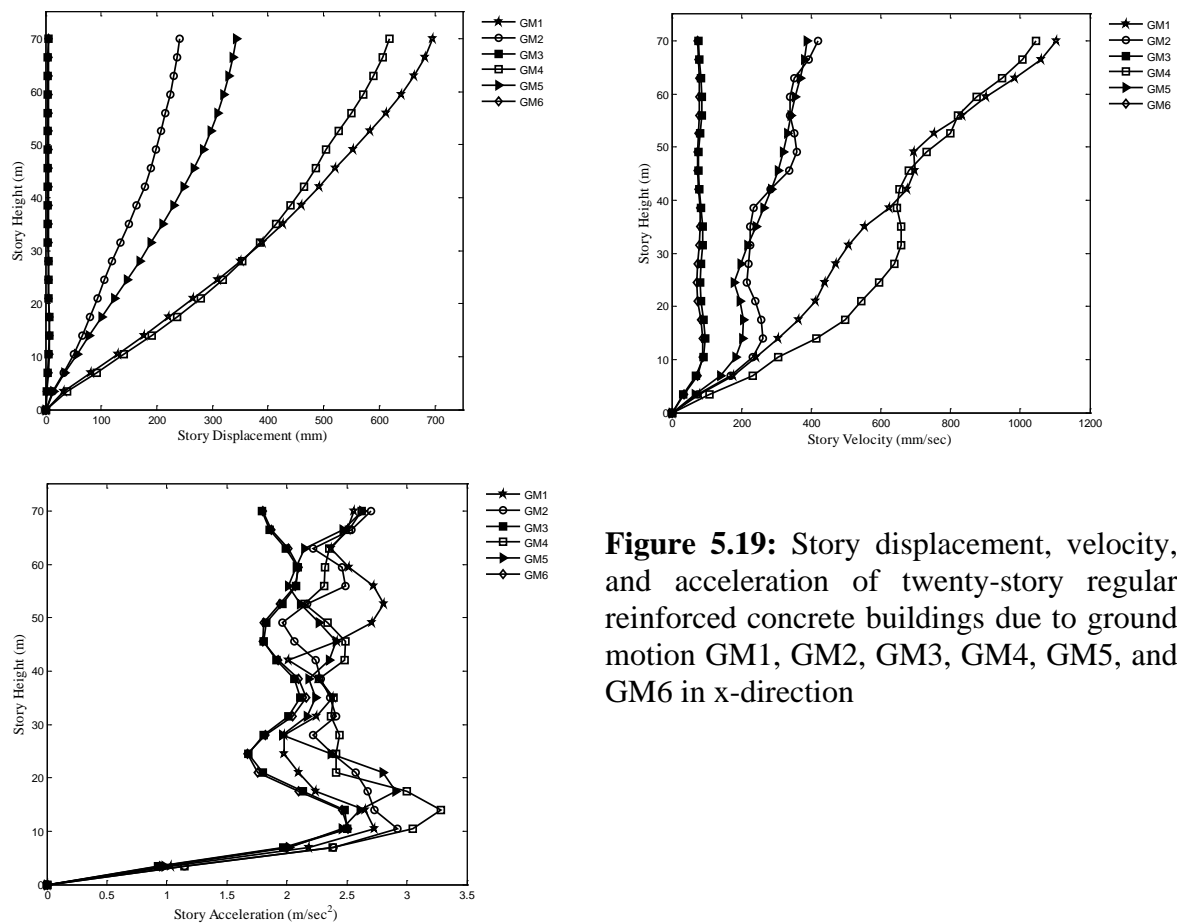 70
60
50
40
30
20
10
0
Story Height (m)
0 100 200 300 400 500 600 700
Story Displacement (mm)
GM1
GM2
GM3
GM4
GM5
GM6
70
60
50
40
30
20
10
0
Story Height (m)
0 200 400 600 800 1000 1200
Story Velocity (mm/sec)
GM1
GM2
GM3
GM4
GM5
GM6
70
60
50
40
30
20
10
0
Story Height (m)
0 0.5 1 1.5 2 2.5 3 3.5
Story Acceleration (m/sec²)
GM1
GM2
GM3
GM4
GM5
GM6
Figure 5.19: Story displacement, velocity,
and acceleration of twenty-story regular
reinforced concrete buildings due to ground
motion GM1, GM2, GM3, GM4, GM5, and
GM6 in x-direction